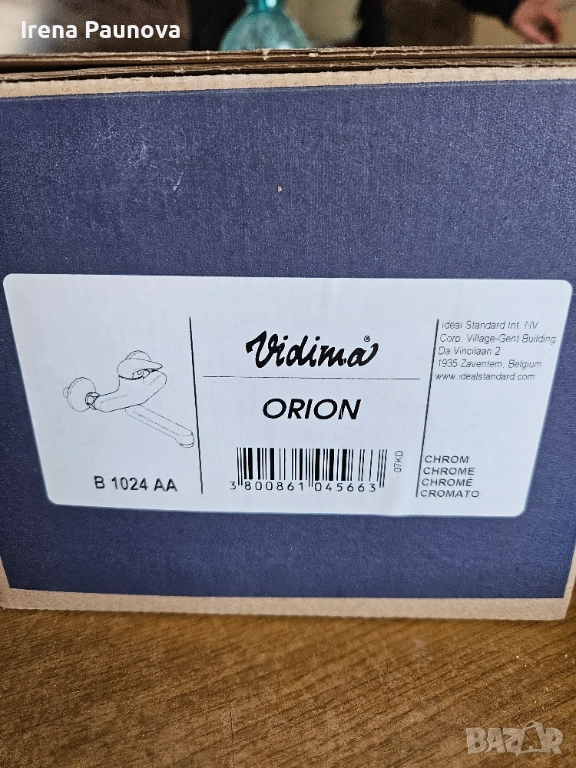 Irena Paunova
Vidima®
ORION
B 1024 AA
3 800861 045663
07KD
Ideal Standard Int. NV
Corp. Village-Gent Building
Da Vincilaan 2
1935 Zaventem, Belgium
www.idealstandard.com
CHROM
CHROME
CHROMÉ
CROMATO
BAZAR